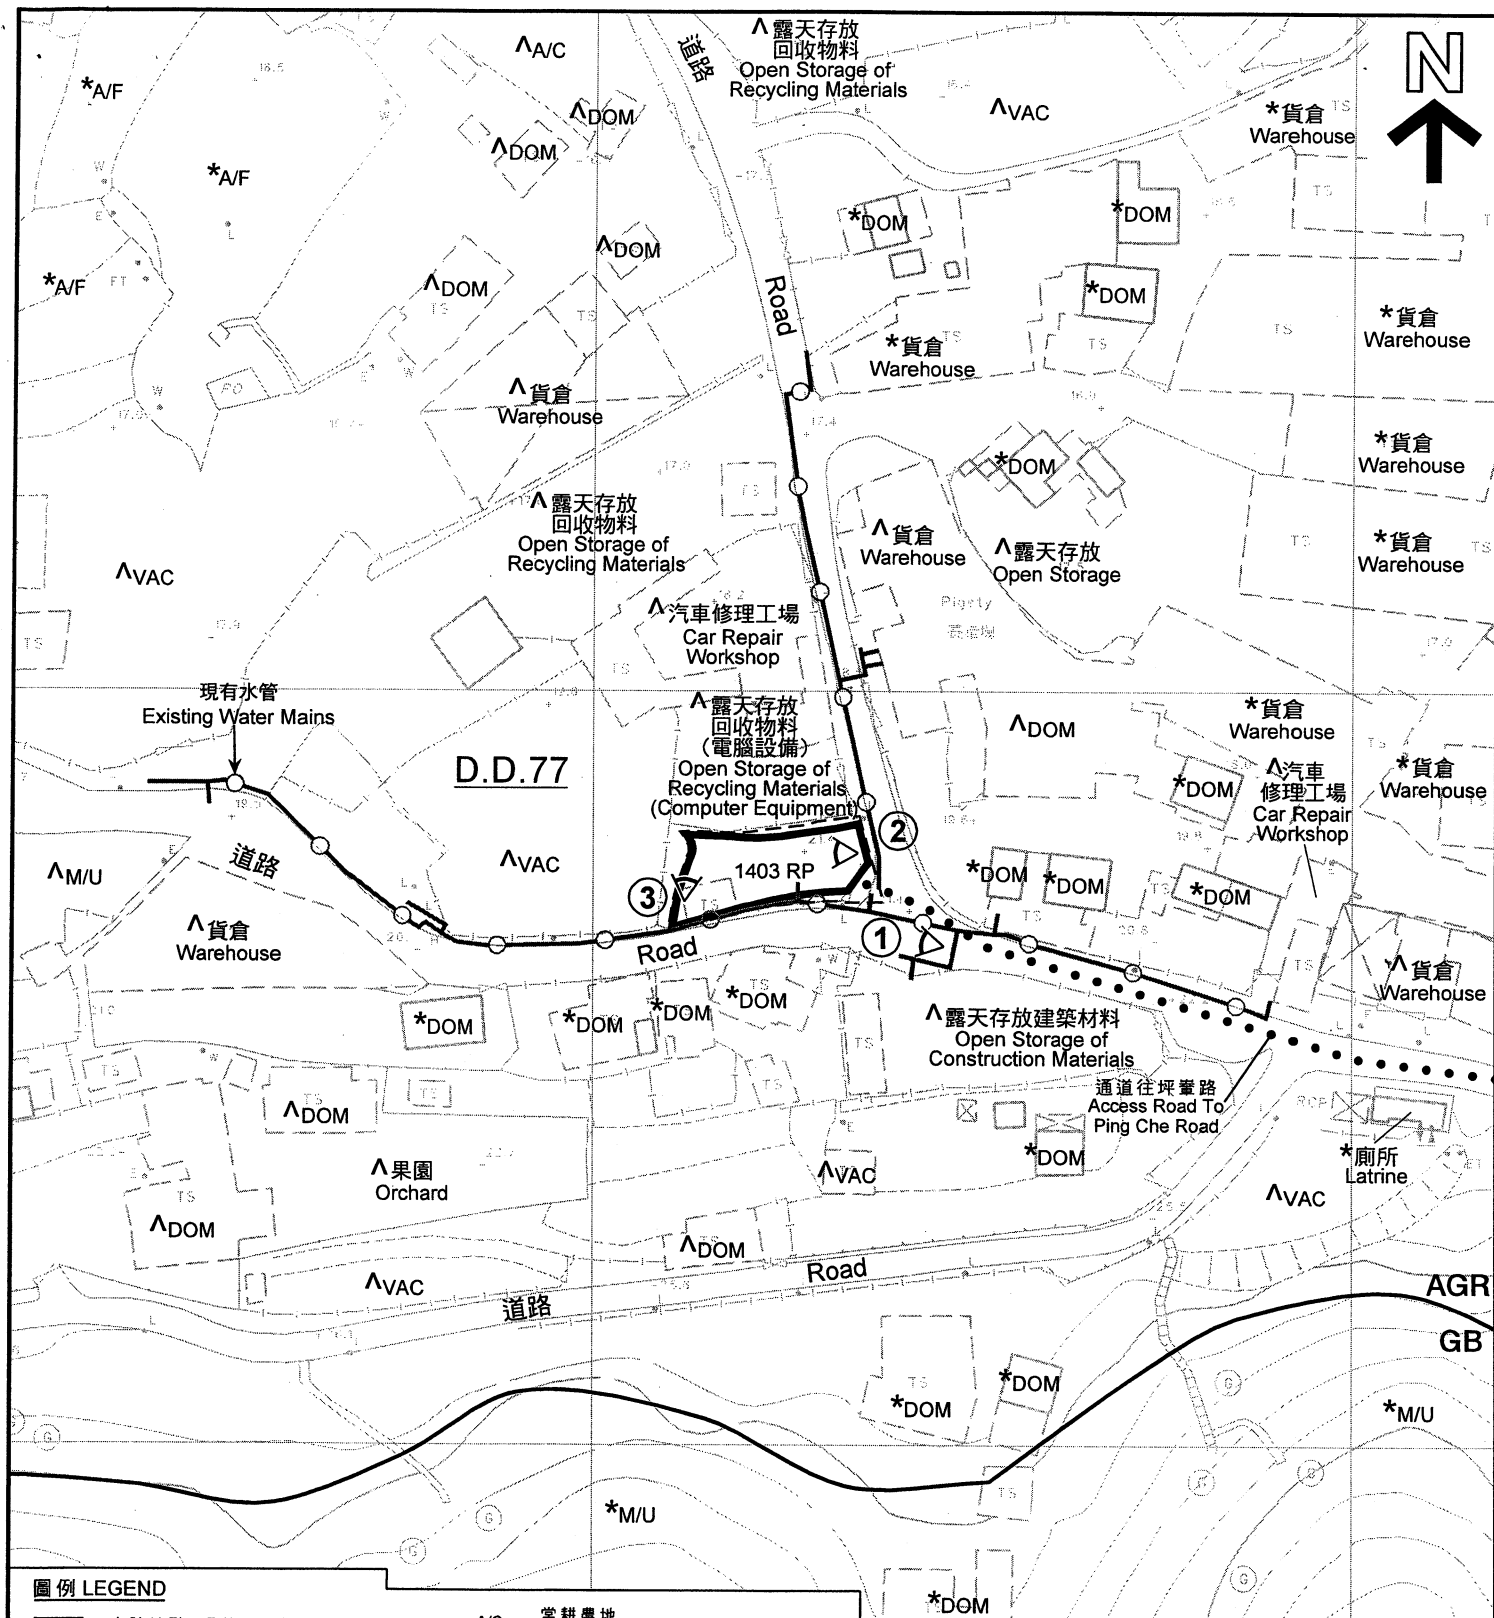 ^露天存放
回收物料
Open Storage of
Recycling Materials
道路
N
^A/C
*A/F
^DOM
^VAC
*貨倉
Warehouse
^DOM
*A/F
*DOM
*DOM
^DOM
*A/F
^DOM
Road
*DOM
*貨倉
Warehouse
*貨倉
Warehouse
^貨倉
Warehouse
*DOM
*貨倉
Warehouse
^露天存放
回收物料
Open Storage of
Recycling Materials
^貨倉
Warehouse
^露天存放
Open Storage
*貨倉
Warehouse
^VAC
Pigsty
^汽車修理工場
Car Repair
Workshop
現有水管
Existing Water Mains
^露天存放
回收物料
(電腦設備)
Open Storage of
Recycling Materials
(Computer Equipment)
^DOM
*貨倉
Warehouse
D.D.77
*DOM
^汽車
修理工場
Car Repair
Workshop
*貨倉
Warehouse
2
道路
^VAC
1403 RP
^M/U
*DOM
*DOM
*DOM
3
^貨倉
Warehouse
Road
1
^貨倉
Warehouse
*DOM
*DOM
*DOM
*DOM
^露天存放建築材料
Open Storage of
Construction Materials
通道往坪輋路
Access Road To
Ping Che Road
^DOM
RCP
*廁所
Latrine
*DOM
^果園
Orchard
^VAC
^VAC
^DOM
^DOM
Road
^VAC
道路
AGR
GB
*DOM
*DOM
*M/U
*M/U
圖例 LEGEND
*DOM
常耕農地